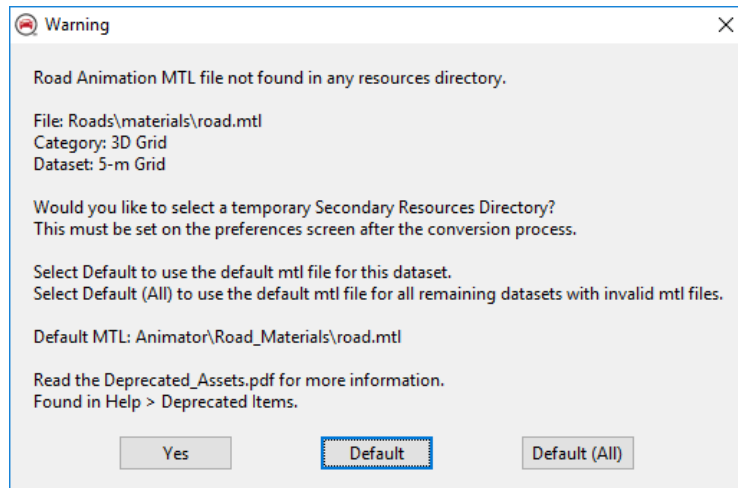 Warning
Road Animation MTL file not found in any resources directory.
File: Roads\materials\road.mtl
Category: 3D Grid
Dataset: 5-m Grid
Would you like to select a temporary Secondary Resources Directory?
This must be set on the preferences screen after the conversion process.
Select Default to use the default mtl file for this dataset.
Select Default (All) to use the default mtl file for all remaining datasets with invalid mtl files.
Default MTL: Animator\Road_Materials\road.mtl
Read the Deprecated_Assets.pdf for more information.
Found in Help > Deprecated Items.
Yes Default Default (All)